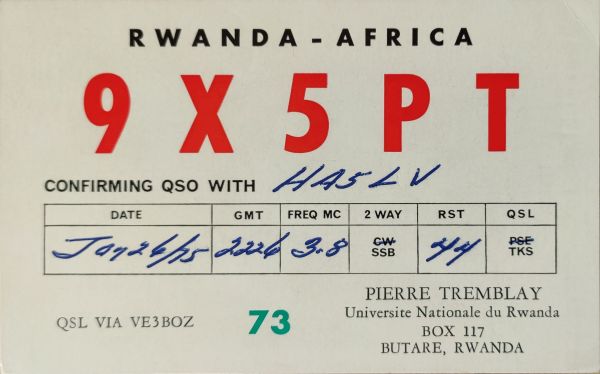 RWANDA - AFRICA
9X5PT
CONFIRMING QSO WITH HA5LV
DATE GMT FREQ MC 2 WAY RST QSL
Jan 26/75 2226 3.8 CW SSB 44 PSE TKS
PIERRE TREMBLAY
Universite Nationale du Rwanda
QSL VIA VE3BOZ 73 BOX 117
BUTARE, RWANDA